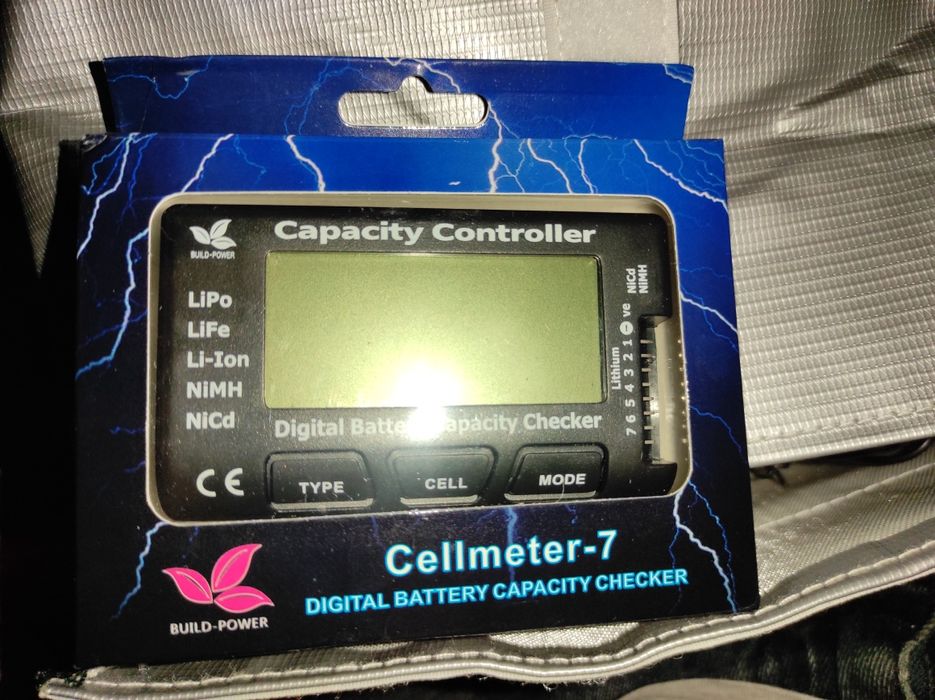 BUILD-POWER
Capacity Controller
LiPo
LiFe
Li-Ion
NiMH
NiCd
NiCd
NiMH
Lithium
7 6 5 4 3 2 1 - ve
Digital Battery Capacity Checker
CE
TYPE
CELL
MODE
Cellmeter-7
DIGITAL BATTERY CAPACITY CHECKER
BUILD-POWER